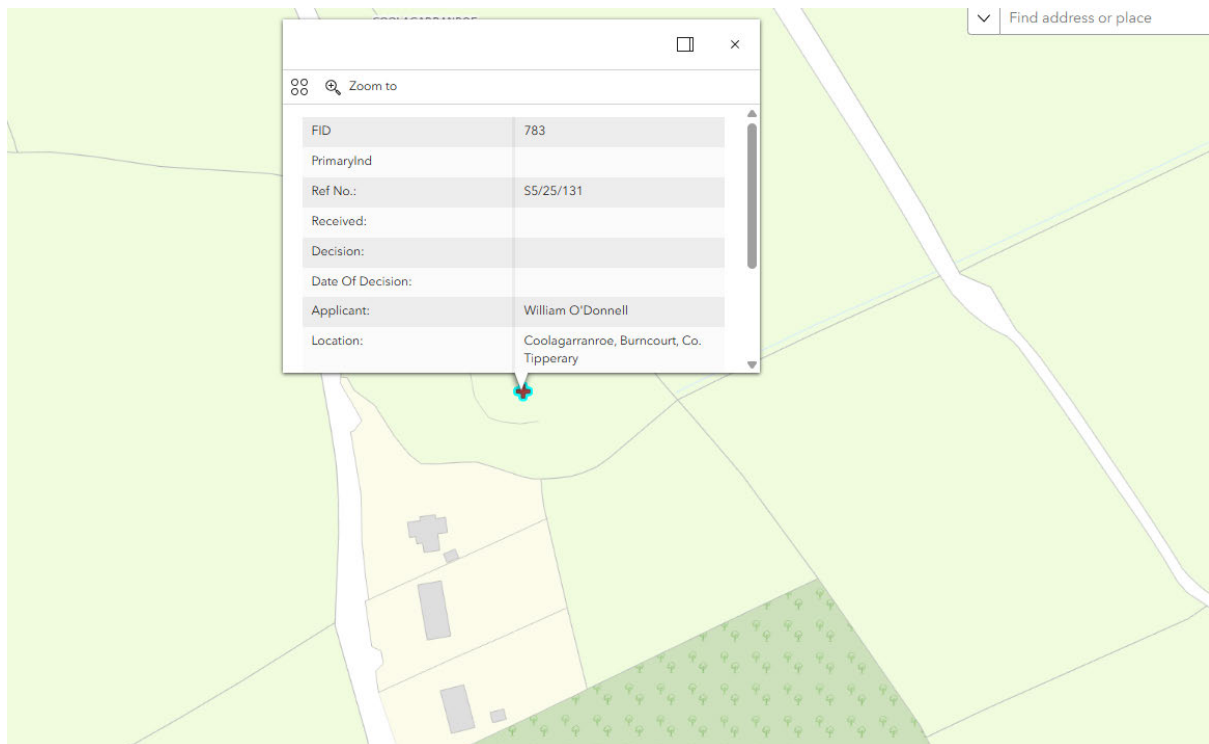 COOLAGARRANROE
Find address or place
Zoom to
FID 783
PrimaryInd
Ref No.: S5/25/131
Received:
Decision:
Date Of Decision:
Applicant: William O'Donnell
Location: Coolagarranroe, Burncourt, Co.
Tipperary